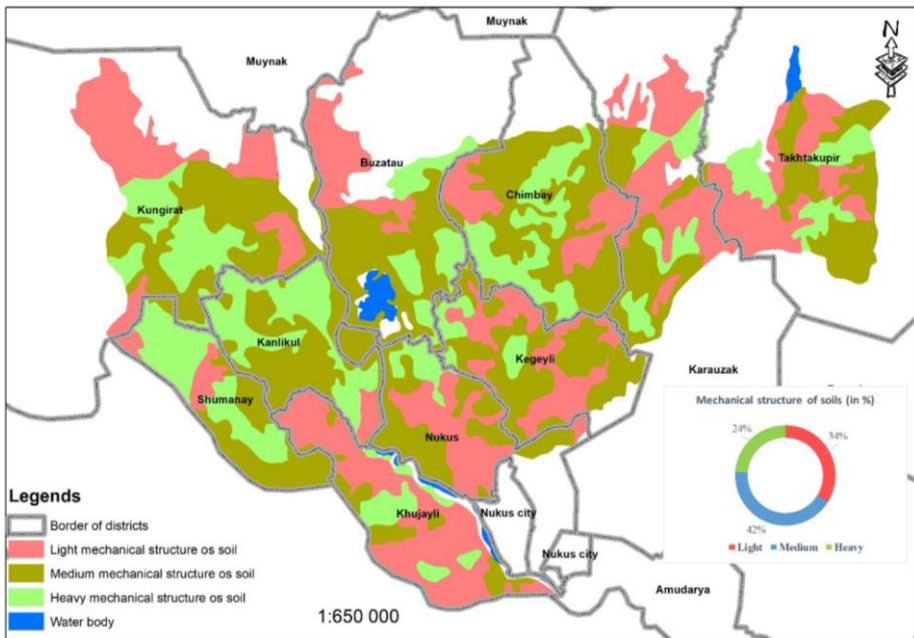 Muynak
Muynak
N
Buzatau
Takhtakupir
Chimbay
Kungirat
Kanlikul
Kegeyli
Karauzak
Shumanay
Nukus
Mechanical structure of soils (in %)
24%
34%
42%
Light Medium Heavy
Khujayli
Nukus city
Nukus city
Amudarya
Legends
Border of districts
Light mechanical structure os soil
Medium mechanical structure os soil
Heavy mechanical structure os soil
Water body
1:650 000